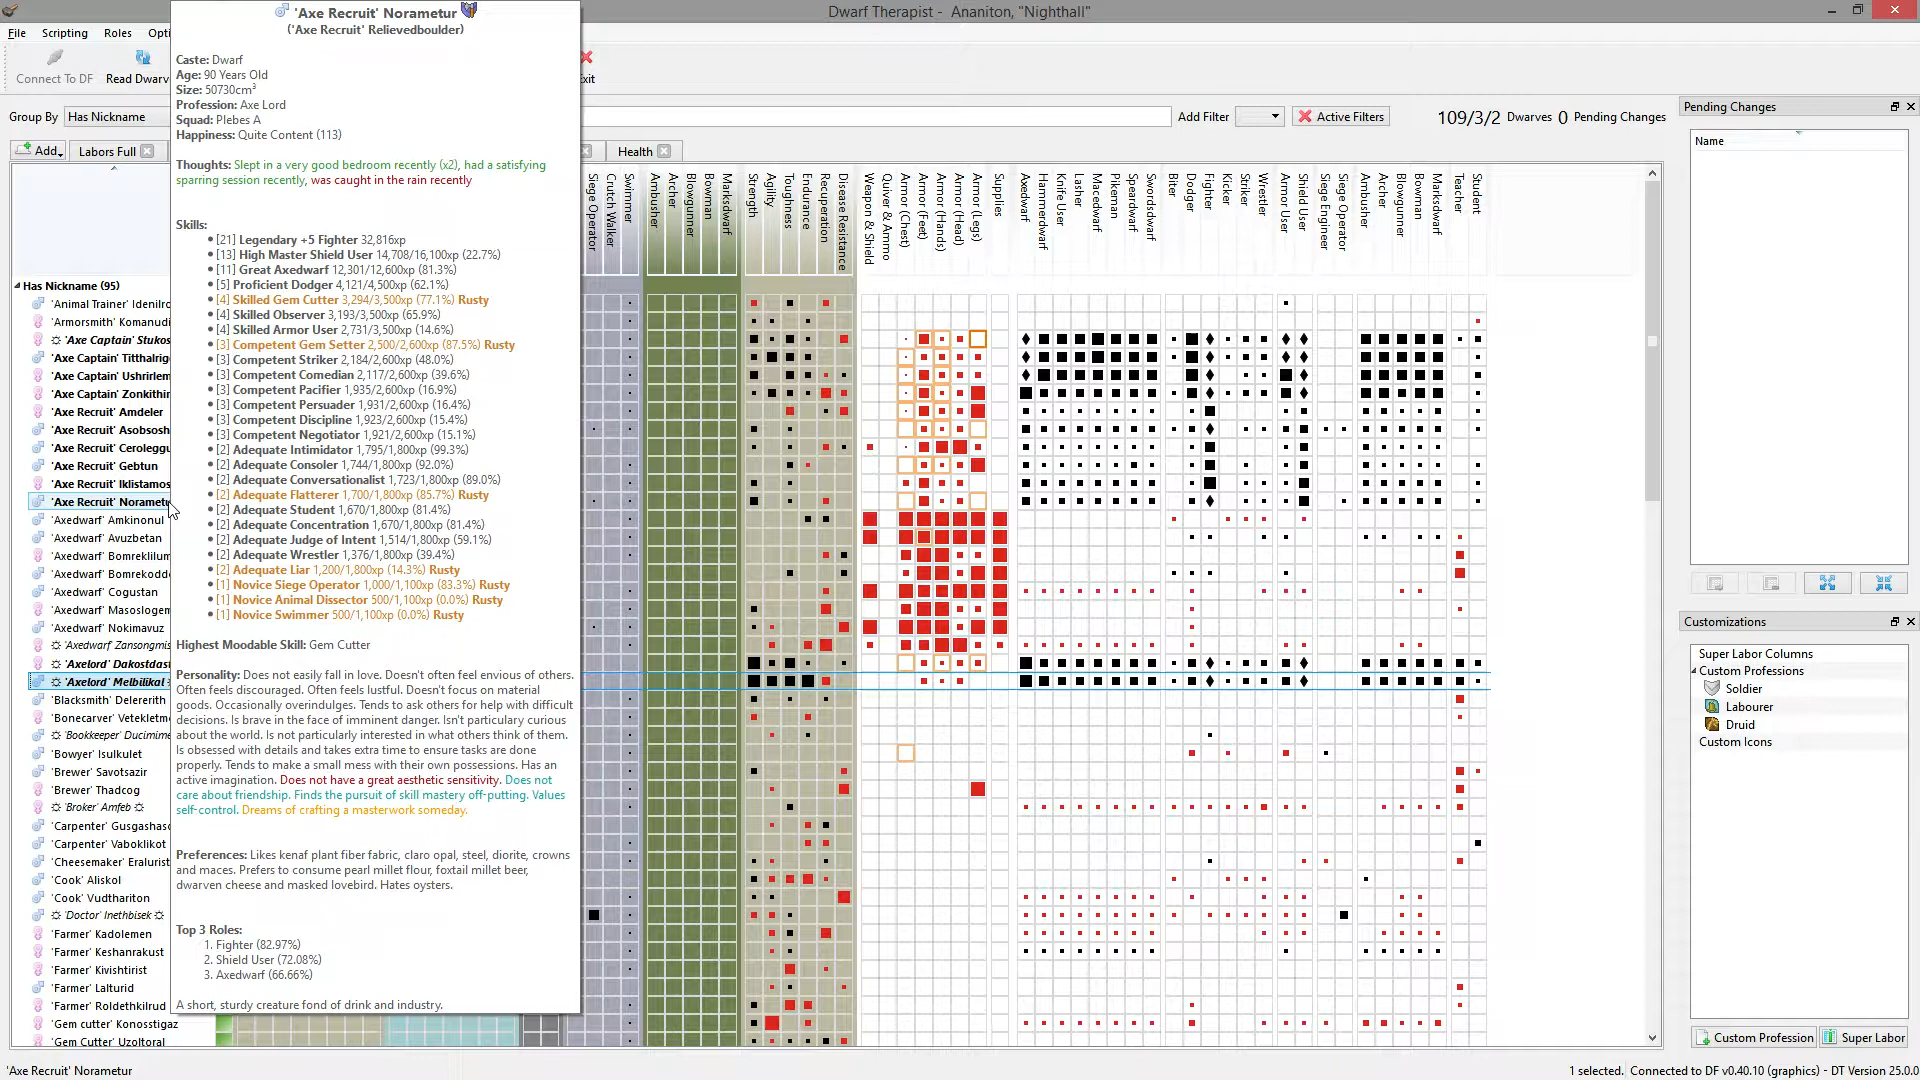 Dwarf Therapist - Ananiton, "Nighthall"
File Scripting Roles Opti
Connect To DF Read Dwarv
Group By Has Nickname
Add Filter Active Filters 109/3/2 Dwarves 0 Pending Changes
Add Labors Full Health
'Axe Recruit' Norametur
('Axe Recruit' Relievedboulder)
Caste: Dwarf
Age: 90 Years Old
Size: 50730cm3
Profession: Axe Lord
Squad: Plebes A
Happiness: Quite Content (113)
Thoughts: Slept in a very good bedroom recently (x2), had a satisfying
sparring session recently, was caught in the rain recently
Skills:
[21] Legendary +5 Fighter 32,816xp
[13] High Master Shield User 14,708/16,100xp (22.7%)
[11] Great Axedwarf 12,301/12,600xp (81.3%)
[5] Proficient Dodger 4,121/4,500xp (62.1%)
[4] Skilled Gem Cutter 3,294/3,500xp (77.1%) Rusty
[4] Skilled Observer 3,193/3,500xp (65.9%)
[4] Skilled Armor User 2,731/3,500xp (14.6%)
[3] Competent Gem Setter 2,500/2,600xp (87.5%) Rusty
[3] Competent Striker 2,184/2,600xp (48.0%)
[3] Competent Comedian 2,117/2,600xp (39.6%)
[3] Competent Pacifier 1,935/2,600xp (16.9%)
[3] Competent Persuader 1,931/2,600xp (16.4%)
[3] Competent Discipline 1,923/2,600xp (15.4%)
[3] Competent Negotiator 1,921/2,600xp (15.1%)
[2] Adequate Intimidator 1,795/1,800xp (99.3%)
[2] Adequate Consoler 1,744/1,800xp (92.0%)
[2] Adequate Conversationalist 1,723/1,800xp (89.0%)
[2] Adequate Flatterer 1,700/1,800xp (85.7%) Rusty
[2] Adequate Student 1,670/1,800xp (81.4%)
[2] Adequate Concentration 1,670/1,800xp (81.4%)
[2] Adequate Judge of Intent 1,514/1,800xp (59.1%)
[2] Adequate Wrestler 1,376/1,800xp (39.4%)
[2] Adequate Liar 1,200/1,800xp (14.3%) Rusty
[1] Novice Siege Operator 1,000/1,100xp (83.3%) Rusty
[1] Novice Animal Dissector 500/1,100xp (0.0%) Rusty
[1] Novice Swimmer 500/1,100xp (0.0%) Rusty
Highest Moodable Skill: Gem Cutter
Personality: Does not easily fall in love. Doesn't often feel envious of others.
Often feels discouraged. Often feels lustful. Doesn't focus on material
goods. Occasionally overindulges. Tends to ask others for help with difficult
decisions. Is brave in the face of imminent danger. Isn't particulary curious
about the world. Is not particularly interested in what others think of them.
Is obsessed with details and takes extra time to ensure tasks are done
properly. Tends to make a small mess with their own possessions. Has an
active imagination. Does not have a great aesthetic sensitivity. Does not
care about friendship. Finds the pursuit of skill mastery off-putting. Values
self-control. Dreams of crafting a masterwork someday.
Preferences: Likes kenaf plant fiber fabric, claro opal, steel, diorite, crowns
and maces. Prefers to consume pearl millet flour, foxtail millet beer,
dwarven cheese and masked lovebird. Hates oysters.
Top 3 Roles:
1. Fighter (82.97%)
2. Shield User (72.08%)
3. Axedwarf (66.66%)
A short, sturdy creature fond of drink and industry.
Has Nickname (95)
'Animal Trainer' Idenilro
'Armorsmith' Komanudi
'Axe Captain' Stukos
'Axe Captain' Titthalrig
'Axe Captain' Ushrirlem
'Axe Captain' Zonkithir
'Axe Recruit' Amdeler
'Axe Recruit' Asobsosh
'Axe Recruit' Ceroleggu
'Axe Recruit' Gebtun
'Axe Recruit' Iklistamos
'Axe Recruit' Norametu
'Axedwarf' Amkinonul
'Axedwarf' Avuzbetan
'Axedwarf' Bomreklilum
'Axedwarf' Bomrekodd
'Axedwarf' Cogustan
'Axedwarf' Masoslogem
'Axedwarf' Nokimavuz
'Axedwarf' Zansongmis
'Axelord' Dakostdast
'Axelord' Melbilikal
'Blacksmith' Delererith
'Bonecarver' Vetekletm
'Bookkeeper' Ducimime
'Bowyer' Isulkulet
'Brewer' Savotsazir
'Brewer' Thadcog
'Broker' Amfeb
'Carpenter' Gusgashas
'Carpenter' Vaboklikot
'Cheesemaker' Eralurist
'Cook' Aliskol
'Cook' Vudthariton
'Doctor' Inethbisek
'Farmer' Kadolemen
'Farmer' Keshanrakust
'Farmer' Kivishtirist
'Farmer' Lalturid
'Farmer' Roldethkilrud
'Gem cutter' Konosstigaz
'Gem Cutter' Uzoltoral
Siege Operator
Crutch Walker
Swimmer
Ambusher
Archer
Blowgunner
Bowman
Marksdwarf
Strength
Agility
Toughness
Endurance
Recuperation
Disease Resistance
Weapon & Shield
Quiver & Ammo
Armor (Chest)
Armor (Feet)
Armor (Hands)
Armor (Head)
Armor (Legs)
Supplies
Axedwarf
Hammerdwarf
Knife User
Lasher
Macedwarf
Pikeman
Speardwarf
Swordsdwarf
Biter
Dodger
Fighter
Kicker
Striker
Wrestler
Armor User
Shield User
Siege Engineer
Siege Operator
Ambusher
Archer
Blowgunner
Bowman
Marksdwarf
Teacher
Student
Pending Changes
Name
Customizations
Super Labor Columns
Custom Professions
Soldier
Labourer
Druid
Custom Icons
Custom Profession Super Labor
'Axe Recruit' Norametur
1 selected. Connected to DF v0.40.10 (graphics) - DT Version 25.0.0